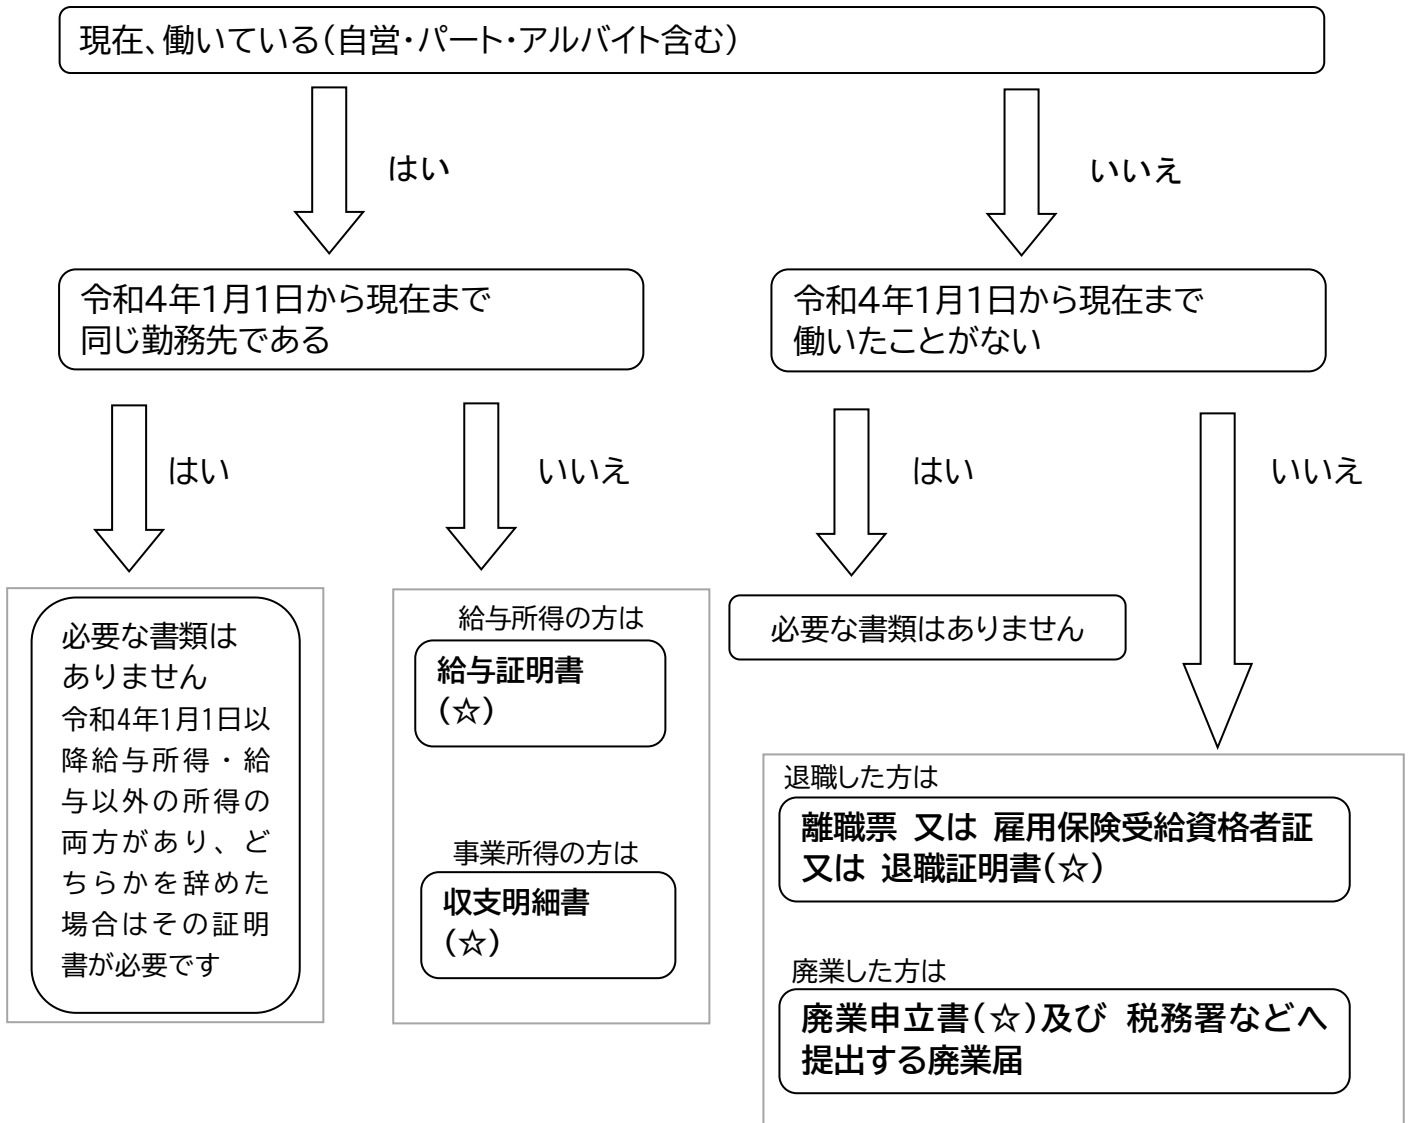 現在、働いている（自営・パート・アルバイト含む）
はい
いいえ
令和４年１月１日から現在まで
同じ勤務先である
令和４年１月１日から現在まで
働いたことがない
はい
いいえ
はい
いいえ
必要な書類は
ありません
令和4年1月1日以
降給与所得・給
与以外の所得の
両方があり、ど
ちらかを辞めた
場合はその証明
書が必要です
給与所得の方は
給与証明書
（☆）
事業所得の方は
収支明細書
（☆）
必要な書類はありません
退職した方は
離職票 又は 雇用保険受給資格者証
又は 退職証明書（☆）
廃業した方は
廃業申立書（☆）及び 税務署などへ
提出する廃業届